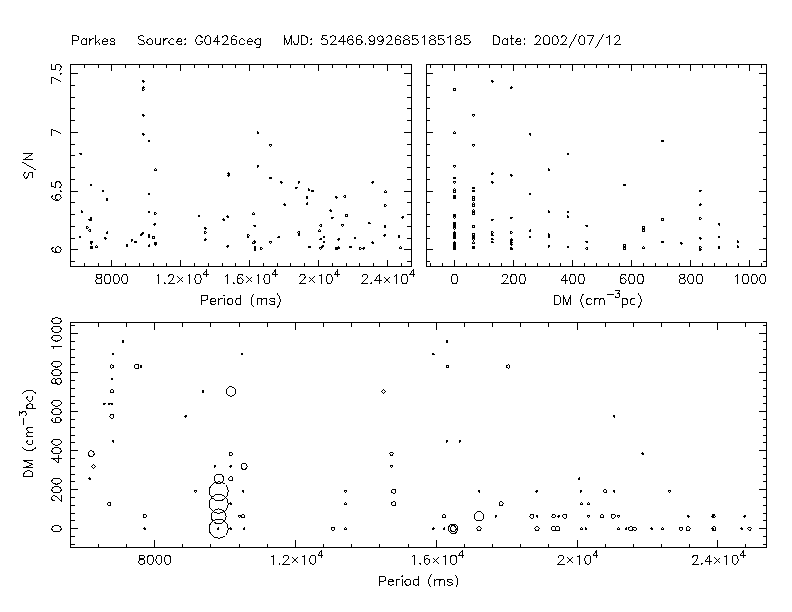 Parkes Source: G0426ceg MJD: 52466.992685185185 Date: 2002/07/12
7.5
7
6.5
6
S/N
8000 1.2×10⁴ 1.6×10⁴ 2×10⁴ 2.4×10⁴
Period (ms)
0 200 400 600 800 1000
DM (cm⁻³pc)
1000
800
600
400
200
0
DM (cm⁻³pc)
8000 1.2×10⁴ 1.6×10⁴ 2×10⁴ 2.4×10⁴
Period (ms)